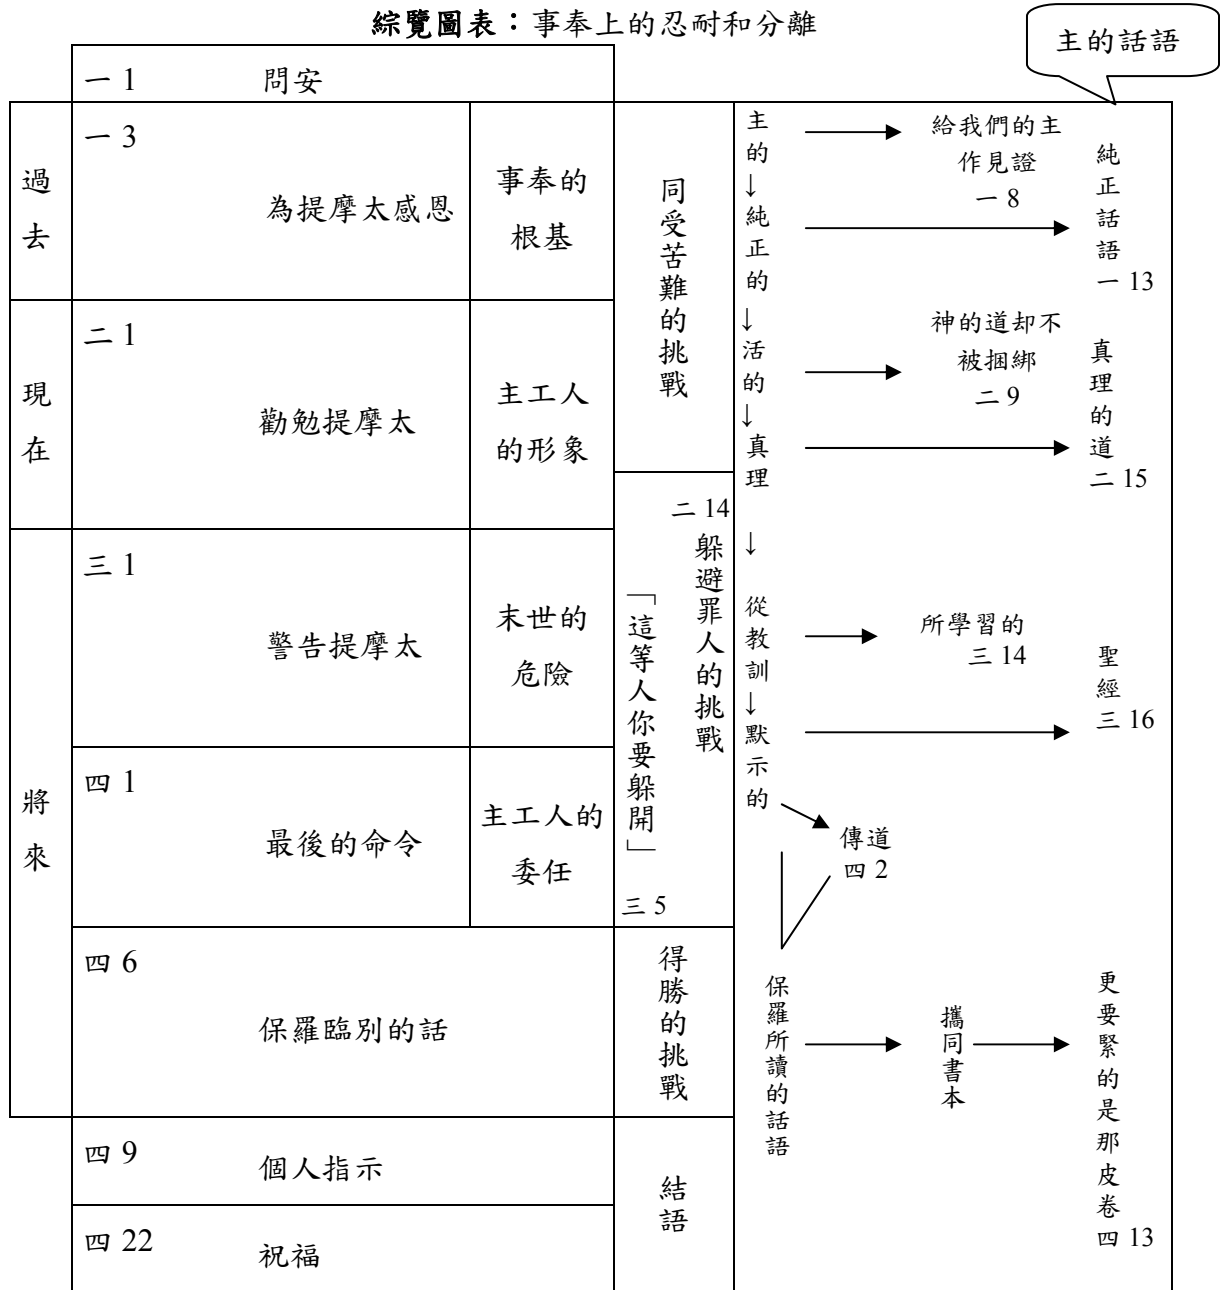 綜覽圖表：事奉上的忍耐和分離
主的話語
一 1 問安
過去
一 3
為提摩太感恩
事奉的
根基
現在
二 1
勸勉提摩太
主工人
的形象
將來
三 1
警告提摩太
末世的
危險
四 1
最後的命令
主工人的
委任
四 6
保羅臨別的話
四 9 個人指示
四 22 祝福
同受苦難的挑戰
二 14
躲避罪人的挑戰
「這等人你要躲開」
三 5
得勝的挑戰
結語
主的↓純正的↓活的↓真理
↓
從教訓↓默示的
給我們的主
作見證
一 8
純正話語
一 13
神的道却不
被捆綁
二 9
真理的道
二 15
所學習的
三 14
聖經
三 16
傳道
四 2
保羅所讀的話語
攜同書本
更要緊的是那皮卷
四 13